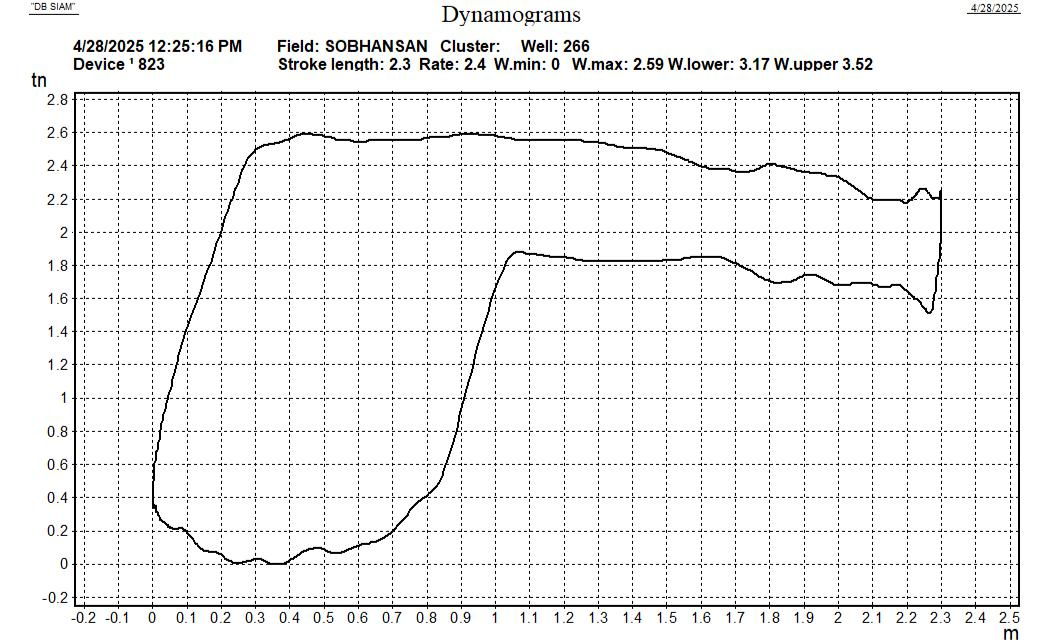 "DB SIAM"
Dynamograms
4/28/2025
4/28/2025 12:25:16 PM Field: SOBHANSAN Cluster: Well: 266
Device ¹ 823 Stroke length: 2.3 Rate: 2.4 W.min: 0 W.max: 2.59 W.lower: 3.17 W.upper 3.52
tn
2.8
2.6
2.4
2.2
2
1.8
1.6
1.4
1.2
1
0.8
0.6
0.4
0.2
0
-0.2
-0.2 -0.1 0 0.1 0.2 0.3 0.4 0.5 0.6 0.7 0.8 0.9 1 1.1 1.2 1.3 1.4 1.5 1.6 1.7 1.8 1.9 2 2.1 2.2 2.3 2.4 2.5
m